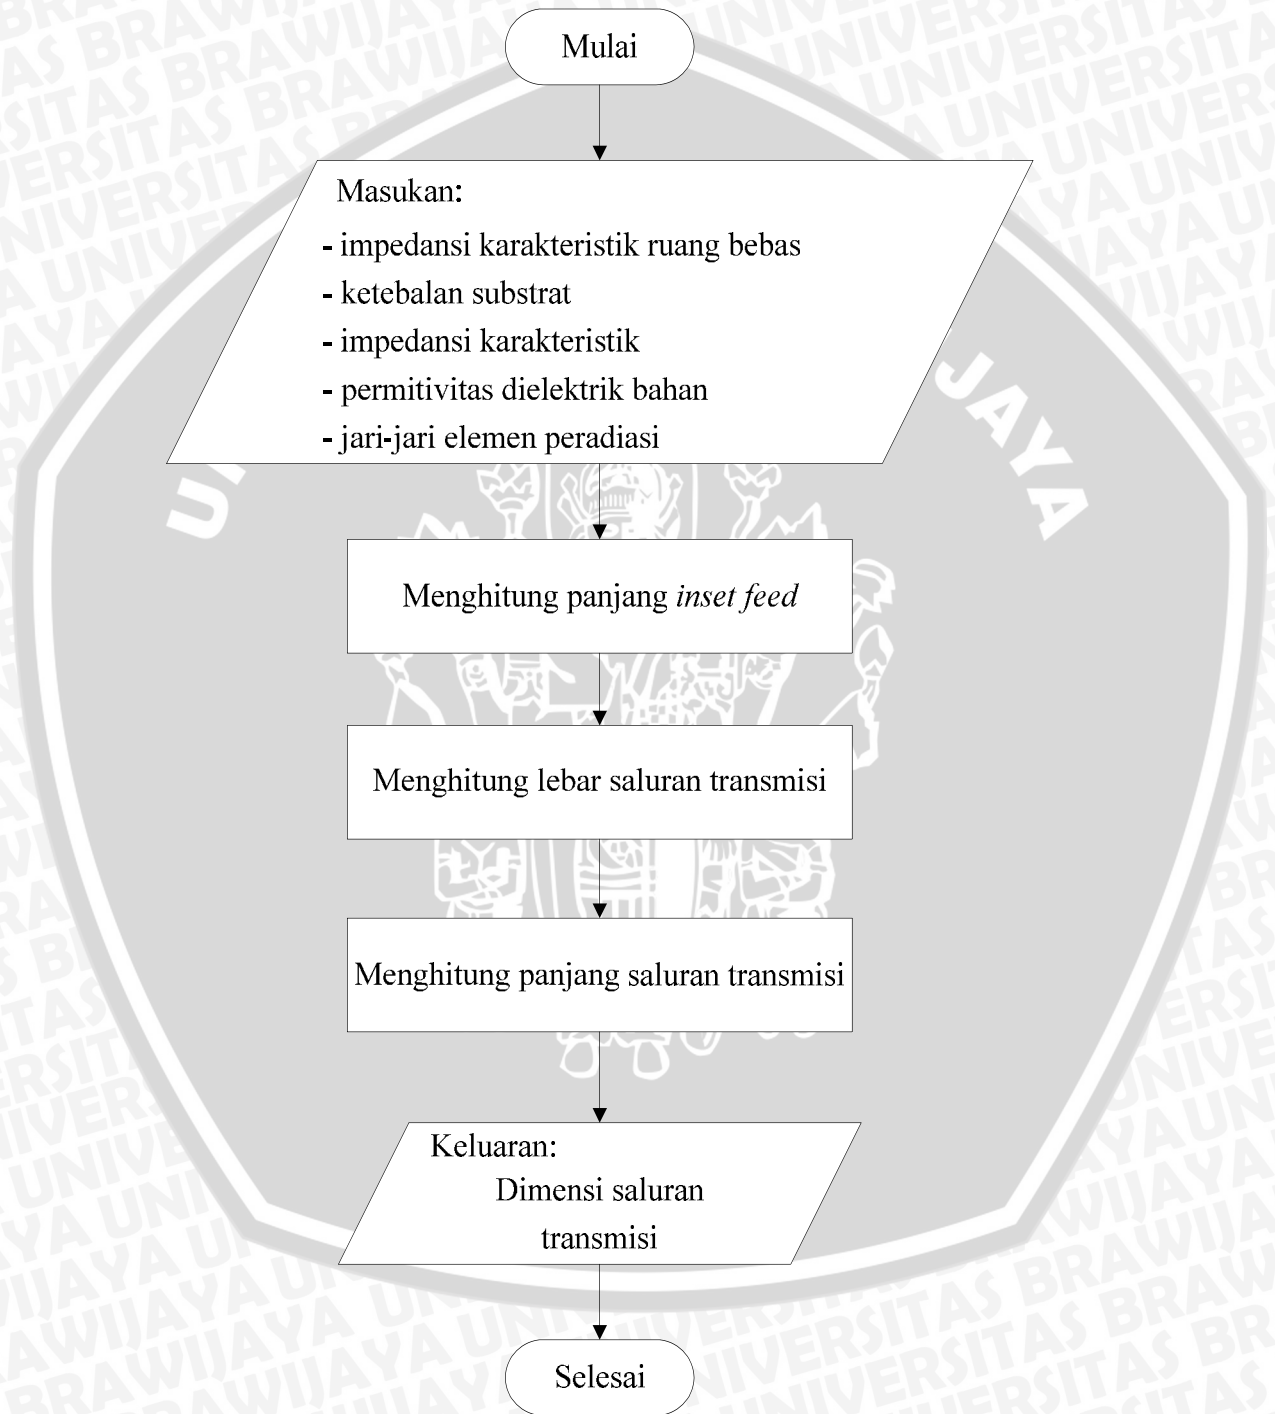 Mulai
Masukan:
- impedansi karakteristik ruang bebas
- ketebalan substrat
- impedansi karakteristik
- permitivitas dielektrik bahan
- jari-jari elemen peradiasi
Menghitung panjang inset feed
Menghitung lebar saluran transmisi
Menghitung panjang saluran transmisi
Keluaran:
Dimensi saluran
transmisi
Selesai